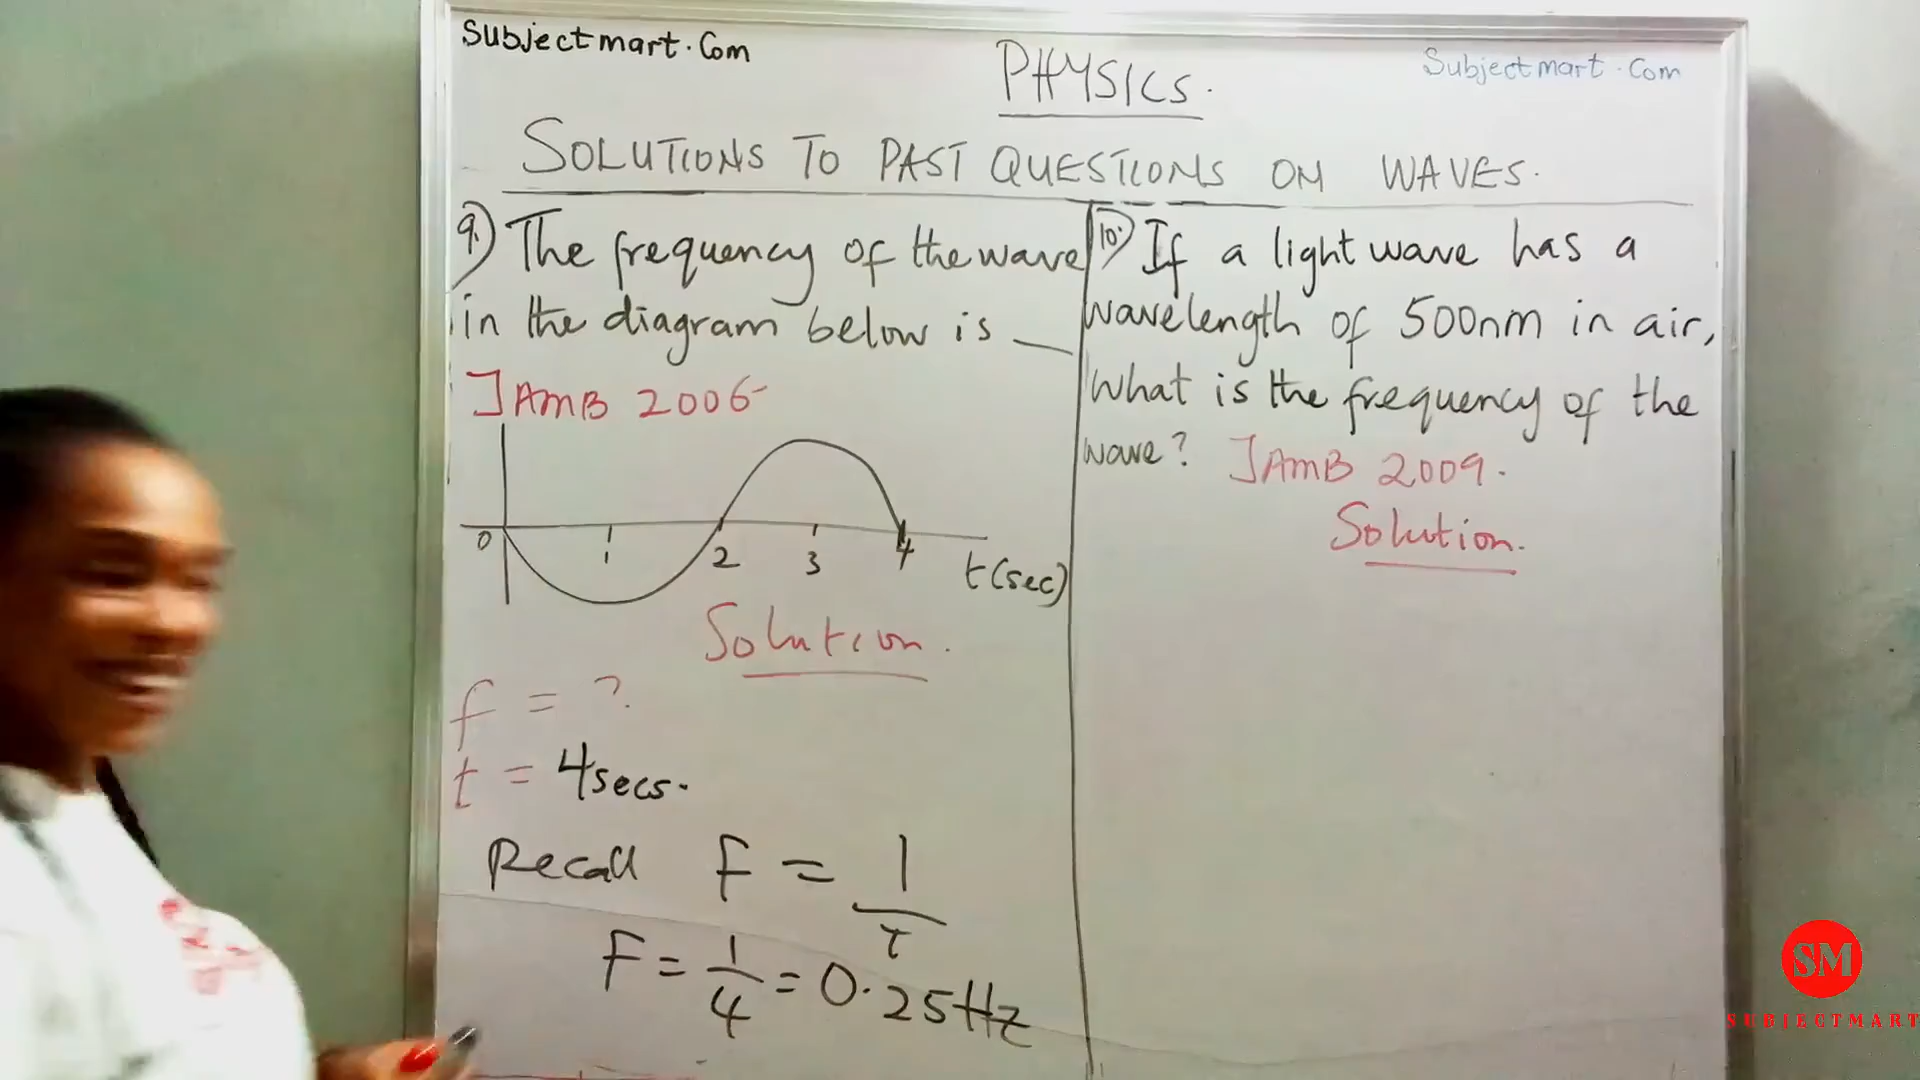 Subjectmart.Com
PHYSICS.
Subjectmart.Com
SOLUTIONS TO PAST QUESTIONS ON WAVES.
9.) The frequency of the wave
in the diagram below is __
JAMB 2006
0
1
2
3
4
t(sec)
Solution.
f = ?
t = 4secs.
Recall F = 1/T
F = 1/4 = 0.25Hz
10.) If a light wave has a
wavelength of 500nm in air,
What is the frequency of the
wave? JAMB 2009.
Solution.
SM
SUBJECTMART